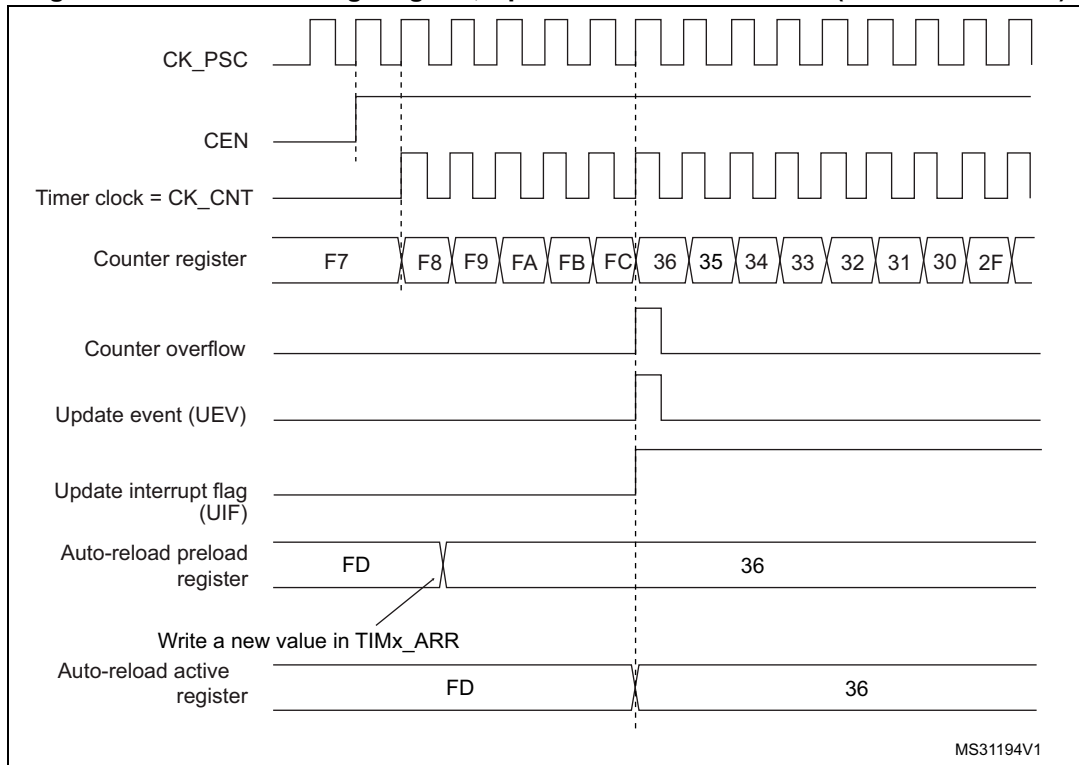 CK_PSC
CEN
Timer clock = CK_CNT
Counter register F7 F8 F9 FA FB FC 36 35 34 33 32 31 30 2F
Counter overflow
Update event (UEV)
Update interrupt flag
(UIF)
Auto-reload preload
register
FD 36
Write a new value in TIMx_ARR
Auto-reload active
register
FD 36
MS31194V1